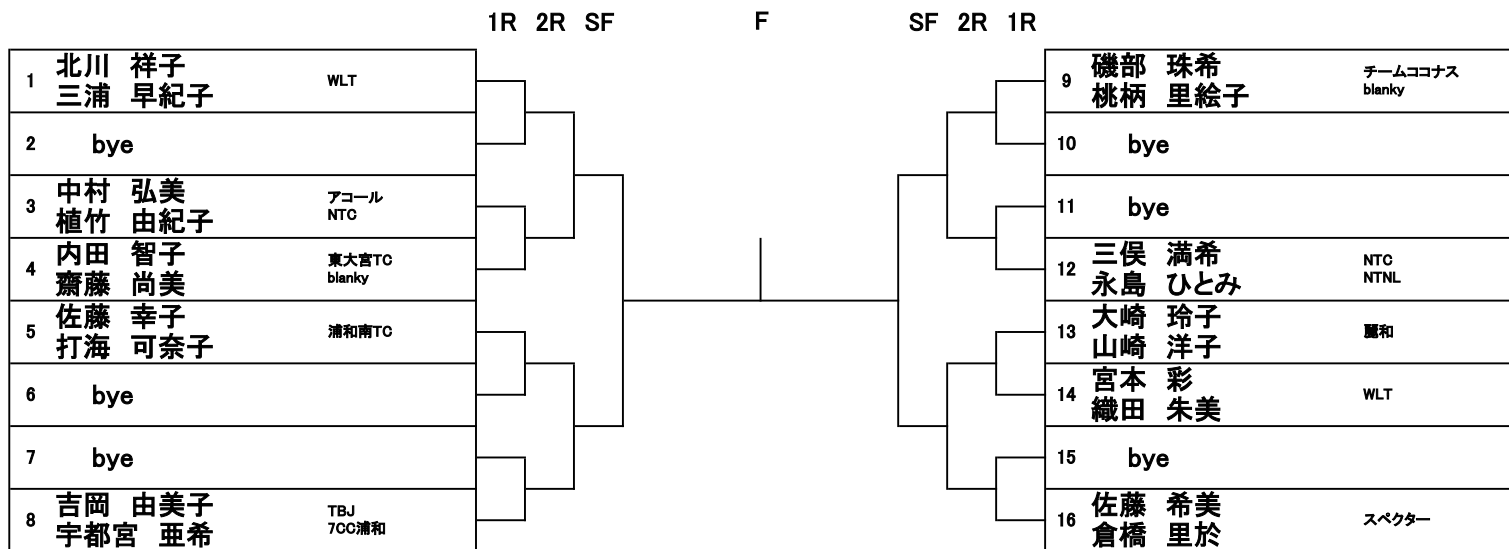 1R 2R SF F SF 2R 1R
1 北川 祥子 WLT
三浦 早紀子
2 bye
3 中村 弘美 アコール
植竹 由紀子 NTC
4 内田 智子 東大宮TC
齋藤 尚美 blanky
5 佐藤 幸子 浦和南TC
打海 可奈子
6 bye
7 bye
8 吉岡 由美子 TBJ
宇都宮 亜希 7CC浦和
9 磯部 珠希 チームココナス
桃柄 里絵子 blanky
10 bye
11 bye
12 三俣 満希 NTC
永島 ひとみ NTNL
13 大崎 玲子 麗和
山崎 洋子
14 宮本 彩 WLT
織田 朱美
15 bye
16 佐藤 希美 スペクター
倉橋 里於